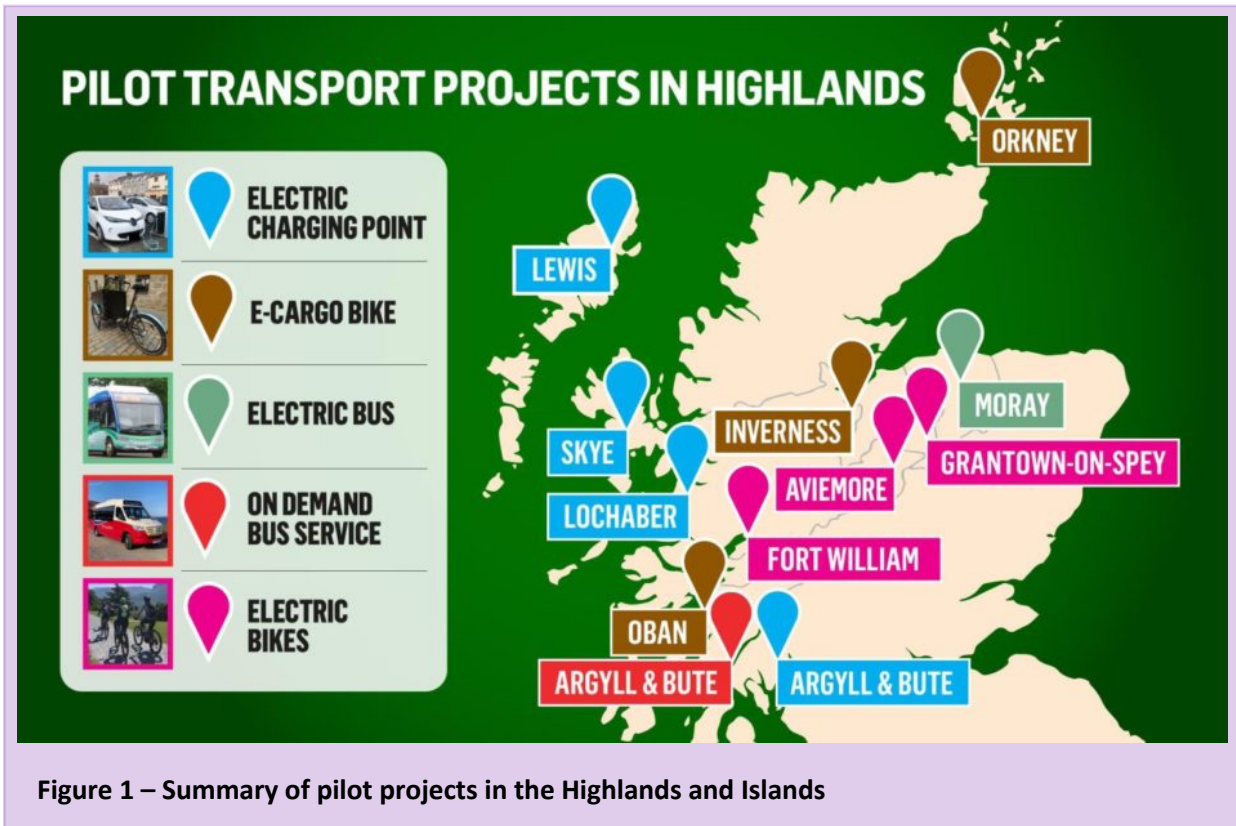 PILOT TRANSPORT PROJECTS IN HIGHLANDS
ELECTRIC
CHARGING POINT
E-CARGO BIKE
ELECTRIC BUS
ON DEMAND
BUS SERVICE
ELECTRIC
BIKES
ORKNEY
LEWIS
MORAY
INVERNESS
SKYE
GRANTOWN-ON-SPEY
AVIEMORE
LOCHABER
FORT WILLIAM
OBAN
ARGYLL & BUTE
ARGYLL & BUTE
Figure 1 – Summary of pilot projects in the Highlands and Islands